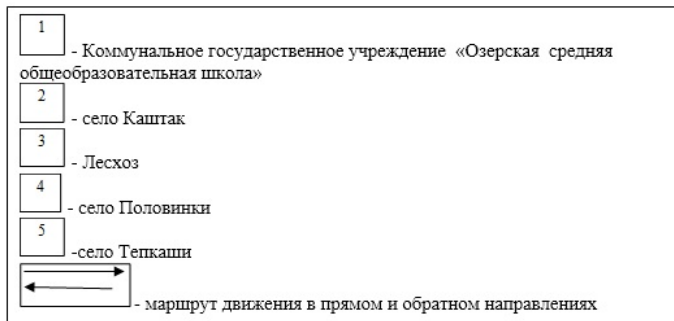 1
- Коммунальное государственное учреждение «Озерская средняя
общеобразовательная школа»
2
- село Каштак
3
- Лесхоз
4
- село Половинки
5
-село Тепкаши
- маршрут движения в прямом и обратном направлениях